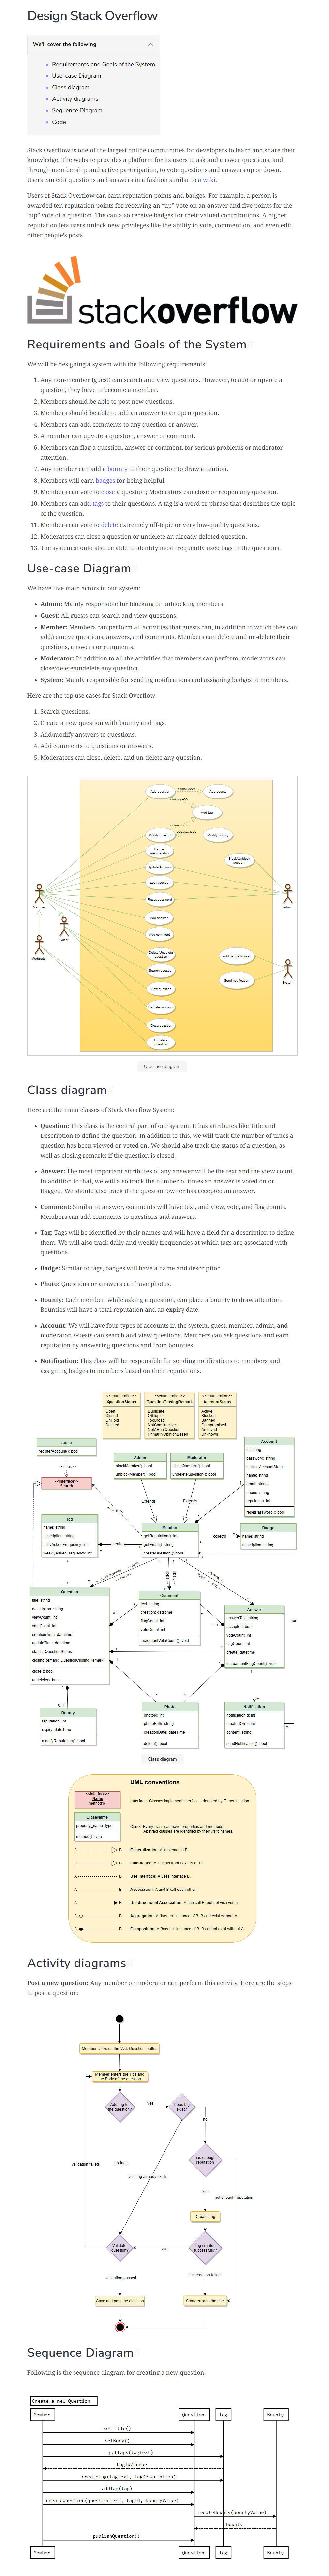 Design Stack Overflow
We'll cover the following
Requirements and Goals of the System
Use-case Diagram
Class diagram
Activity diagrams
Sequence Diagram
Code
Stack Overflow is one of the largest online communities for developers to learn and share their
knowledge. The website provides a platform for its users to ask and answer questions, and
through membership and active participation, to vote questions and answers up or down.
Users can edit questions and answers in a fashion similar to a wiki.
Users of Stack Overflow can earn reputation points and badges. For example, a person is
awarded ten reputation points for receiving an “up” vote on an answer and five points for the
“up” vote of a question. The can also receive badges for their valued contributions. A higher
reputation lets users unlock new privileges like the ability to vote, comment on, and even edit
other people's posts.
stackoverflow
Requirements and Goals of the System
We will be designing a system with the following requirements:
1. Any non-member (guest) can search and view questions. However, to add or upvote a
question, they have to become a member.
2. Members should be able to post new questions.
3. Members should be able to add an answer to an open question.
4. Members can add comments to any question or answer.
5. A member can upvote a question, answer or comment.
6. Members can flag a question, answer or comment, for serious problems or moderator
attention.
7. Any member can add a bounty to their question to draw attention.
8. Members will earn badges for being helpful.
9. Members can vote to close a question; Moderators can close or reopen any question.
10. Members can add tags to their questions. A tag is a word or phrase that describes the topic
of the question.
11. Members can vote to delete extremely off-topic or very low-quality questions.
12. Moderators can close a question or undelete an already deleted question.
13. The system should also be able to identify most frequently used tags in the questions.
Use-case Diagram
We have five main actors in our system:
Admin: Mainly responsible for blocking or unblocking members.
Guest: All guests can search and view questions.
Member: Members can perform all activities that guests can, in addition to which they can
add/remove questions, answers, and comments. Members can delete and un-delete their
questions, answers or comments.
Moderator: In addition to all the activities that members can perform, moderators can
close/delete/undelete any question.
System: Mainly responsible for sending notifications and assigning badges to members.
Here are the top use cases for Stack Overflow:
1. Search questions.
2. Create a new question with bounty and tags.
3. Add/modify answers to questions.
4. Add comments to questions or answers.
5. Moderators can close, delete, and un-delete any question.
Add question
<<include>>
Add bounty
<<include>>
Add tag
<<include>>
Modify question
<<extends>>
Modify bounty
Cancel
membership
Block/Unblock
account
Update Account
Login/Logout
Reset password
Member
Admin
Add answer
Guest
Add comment
Moderator
Delete/Undelete
question
Add badge to user
Search question
System
Send notification
View question
Register account
Close question
Undelete
question
Use case diagram
Class diagram
Here are the main classes of Stack Overflow System:
Question: This class is the central part of our system. It has attributes like Title and
Description to define the question. In addition to this, we will track the number of times a
question has been viewed or voted on. We should also track the status of a question, as
well as closing remarks if the question is closed.
Answer: The most important attributes of any answer will be the text and the view count.
In addition to that, we will also track the number of times an answer is voted on or
flagged. We should also track if the question owner has accepted an answer.
Comment: Similar to answer, comments will have text, and view, vote, and flag counts.
Members can add comments to questions and answers.
Tag: Tags will be identified by their names and will have a field for a description to define
them. We will also track daily and weekly frequencies at which tags are associated with
questions.
Badge: Similar to tags, badges will have a name and description.
Photo: Questions or answers can have photos.
Bounty: Each member, while asking a question, can place a bounty to draw attention.
Bounties will have a total reputation and an expiry date.
Account: We will have four types of accounts in the system, guest, member, admin, and
moderator. Guests can search and view questions. Members can ask questions and earn
reputation by answering questions and from bounties.
Notification: This class will be responsible for sending notifications to members and
assigning badges to members based on their reputations.
<<enumeration>>
QuestionStatus
Open
Closed
OnHold
Deleted
<<enumeration>>
QuestionClosingRemark
Duplicate
OffTopic
TooBroad
NotConstructive
NotARealQuestion
PrimarilyOpinionBased
<<enumeration>>
AccountStatus
Active
Blocked
Banned
Compromised
Archived
Unknown
Guest
registerAccount(): bool
<<uses>>
<<interface>>
Search
Admin
blockMember(): bool
unblockMember(): bool
Moderator
closeQuestion(): bool
undeleteQuestion(): bool
Account
id: string
password: string
status: AccountStatus
name: string
email: string
phone: string
reputation: int
resetPassword(): bool
Extends
Extends
Tag
name: string
description: string
dailyAskedFrequency: int
weeklyAskedFrequency: int
creates
Member
getReputation(): int
getEmail(): string
createQuestion(): bool
collects
Badge
name: string
description: string
Question
title: string
description: string
viewCount: int
voteCount: int
creationTime: datetime
updateTime: datetime
status: QuestionStatus
closingRemark: QuestionClosingRemark
close(): bool
undelete(): bool
Comment
text: string
creation: datetime
flagCount: int
voteCount: int
incrementVoteCount(): void
Answer
answerText: string
accepted: bool
voteCount: int
flagCount: int
create: datetime
increamentFlagCount(): void
for
Bounty
reputation: int
expiry: dateTime
modifyReputation(): bool
Photo
photoId: int
photoPath: string
creationDate: dateTime
delete(): bool
Notification
notificationId: int
createdOn: date
content: string
sendNotification(): bool
Class diagram
UML conventions
<<interface>>
Name
method1()
Interface: Classes implement interfaces, denoted by Generalization.
ClassName
property_name: type
method(): type
Class: Every class can have properties and methods.
Abstract classes are identified by their italic names.
A B Generalization: A implements B.
A B Inheritance: A inherits from B. A "is-a" B.
A B Use Interface: A uses interface B.
A B Association: A and B call each other.
A B Uni-directional Association: A can call B, but not vice versa.
A B Aggregation: A "has-an" instance of B. B can exist without A.
A B Composition: A "has-an" instance of B. B cannot exist without A.
Activity diagrams
Post a new question: Any member or moderator can perform this activity. Here are the steps
to post a question:
Member clicks on the 'Ask Question' button
Member enters the Title and
the Body of the question
Add tag to
the question?
yes
Does tag
exist?
no
has enough
reputation
validation failed
no tags
yes, tag already exists
yes
not enough reputation
Create Tag
Validate
question?
yes
Tag created
successfully?
validation passed
tag creation failed
Save and post the question
Show error to the user
Sequence Diagram
Following is the sequence diagram for creating a new question:
Create a new Question
Member
Question
Tag
Bounty
setTitle()
setBody()
getTags(tagText)
tagId/Error
createTag(tagText, tagDescription)
addTag(tag)
createQuestion(questionText, tagId, bountyValue)
createBounty(bountyValue)
bounty
publishQuestion()
Member
Question
Tag
Bounty